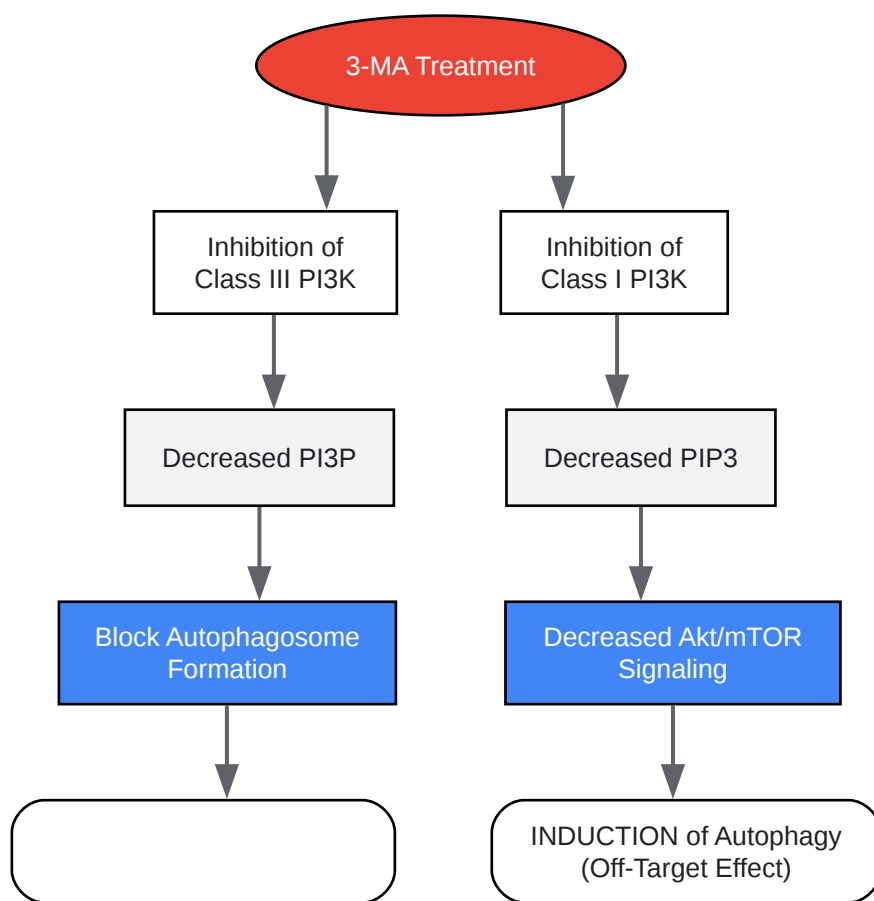 3-MA Treatment
Inhibition of
Class III PI3K
Inhibition of
Class I PI3K
Decreased PI3P
Decreased PIP3
Block Autophagosome
Formation
Decreased Akt/mTOR
Signaling
INDUCTION of Autophagy
(Off-Target Effect)